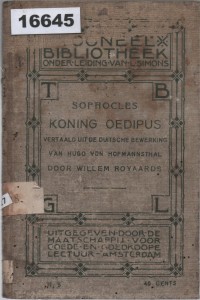 16645
TOONEEL
BIBLIOTHEEK
ONDER LEIDING VAN L. SIMONS
T B
SOPHOCLES
KONING OEDIPUS
VERTAALD UIT DE DUITSCHE BEWERKING
VAN HUGO VON HOFMANNSTHAL
DOOR WILLEM ROYAARDS
G L
UITGEGEVEN DOOR DE
MAATSCHAPPIJ VOOR
GOEDE EN GOEDKOOPE
LECTUUR - AMSTERDAM
45 CENTS